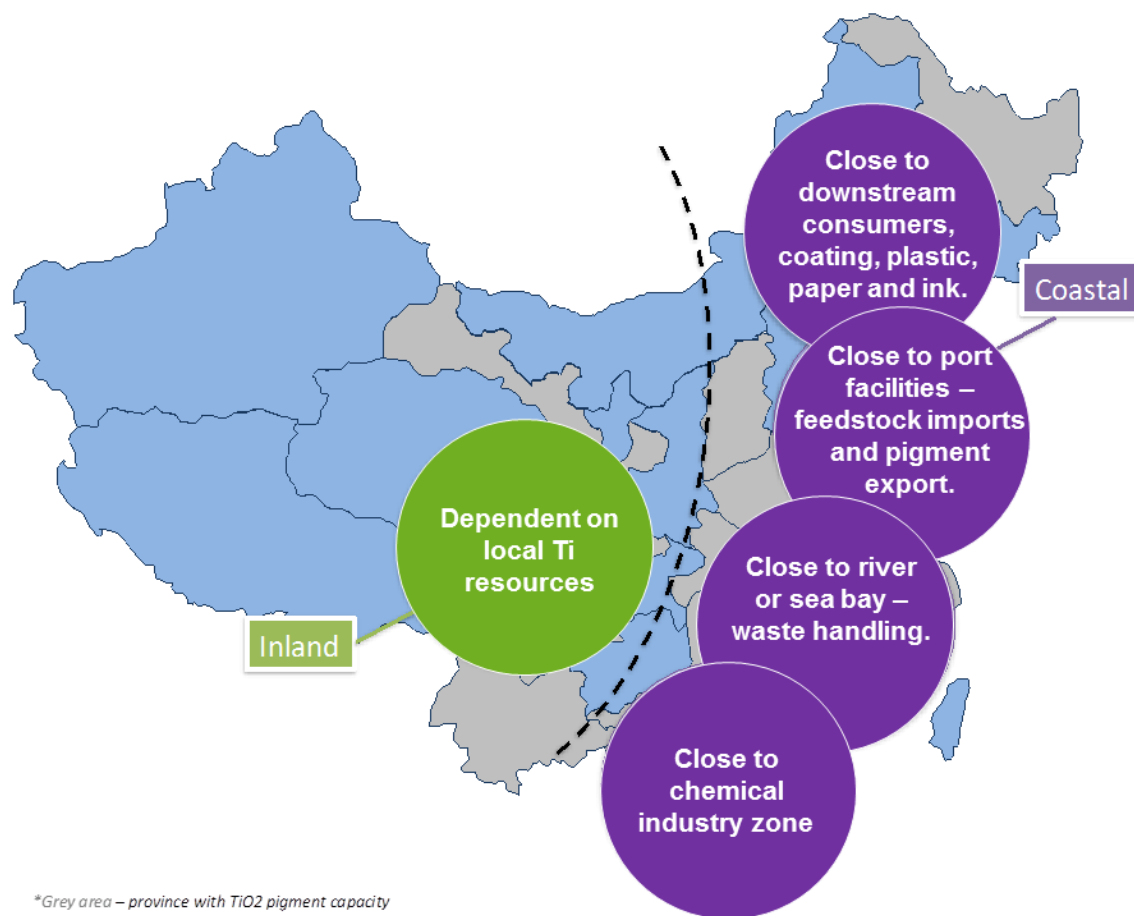 Close to
downstream
consumers,
coating, plastic,
paper and ink.
Coastal
Close to port
facilities –
feedstock imports
and pigment
export.
Dependent on
local Ti
resources
Close to river
or sea bay –
waste handling.
Inland
Close to
chemical
industry zone
*Grey area – province with TiO2 pigment capacity